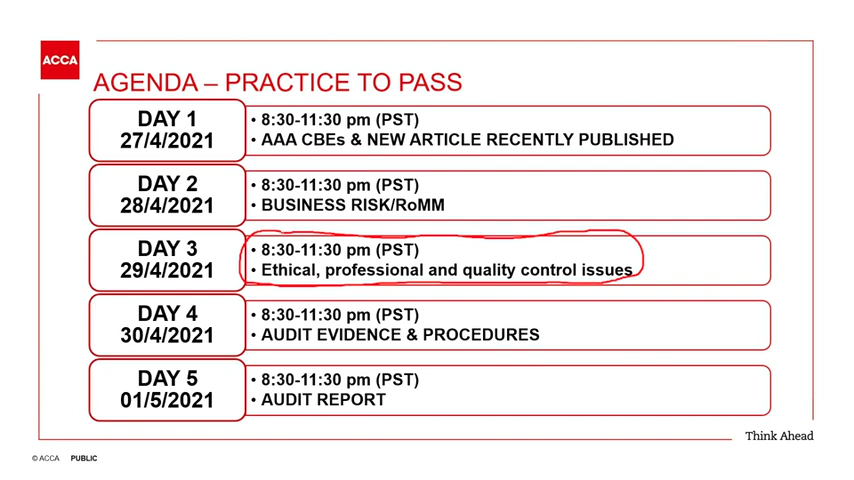 ACCA
AGENDA – PRACTICE TO PASS
DAY 1
27/4/2021
• 8:30-11:30 pm (PST)
• AAA CBEs & NEW ARTICLE RECENTLY PUBLISHED
DAY 2
28/4/2021
• 8:30-11:30 pm (PST)
• BUSINESS RISK/RoMM
DAY 3
29/4/2021
• 8:30-11:30 pm (PST)
• Ethical, professional and quality control issues
DAY 4
30/4/2021
• 8:30-11:30 pm (PST)
• AUDIT EVIDENCE & PROCEDURES
DAY 5
01/5/2021
• 8:30-11:30 pm (PST)
• AUDIT REPORT
Think Ahead
© ACCA PUBLIC